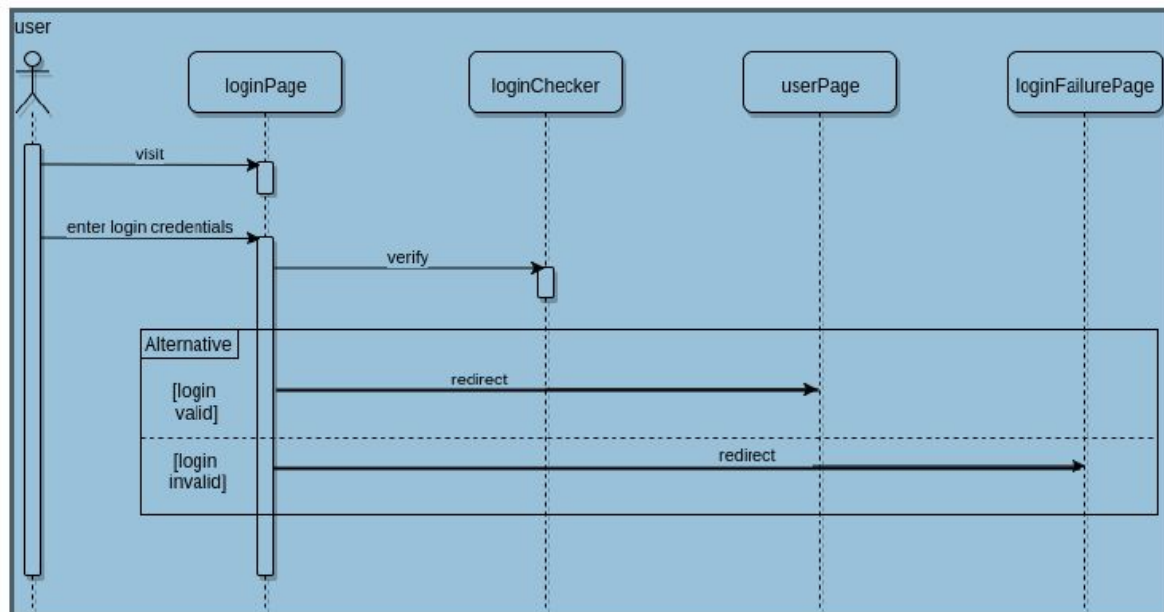 user
loginPage
loginChecker
userPage
loginFailurePage
visit
enter login credentials
verify
Alternative
redirect
[login
valid]
redirect
[login
invalid]